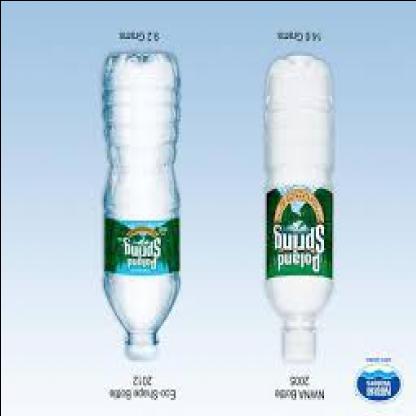 NWNA Bottle
2005
Eco-Shape Bottle
2012
Poland
Spring
Poland
Spring
14.6 Grams
9.2 Grams